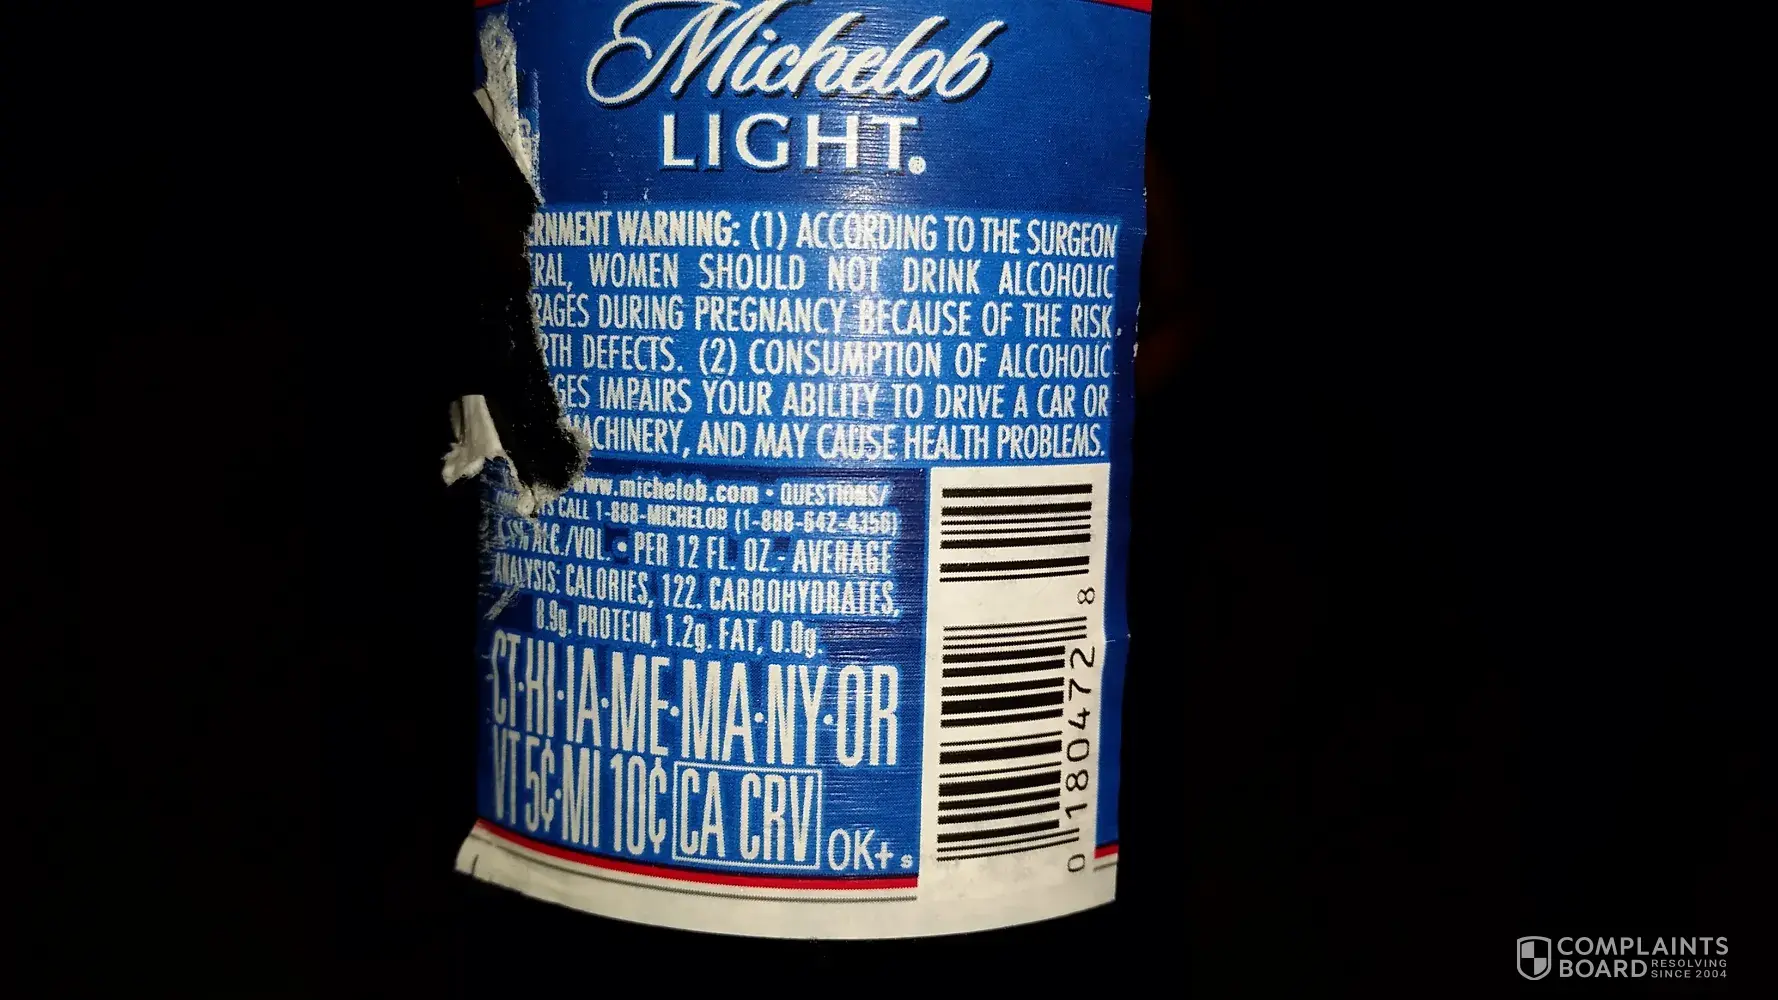 Michelob
LIGHT®
RNMENT WARNING: (1) ACCORDING TO THE SURGEON
RAL, WOMEN SHOULD NOT DRINK ALCOHOLIC
RAGES DURING PREGNANCY BECAUSE OF THE RISK
RTH DEFECTS. (2) CONSUMPTION OF ALCOHOLIC
GES IMPAIRS YOUR ABILITY TO DRIVE A CAR OR
MACHINERY, AND MAY CAUSE HEALTH PROBLEMS.
www.michelob.com • QUESTIONS/
TS CALL 1-888-MICHELOB (1-888-642-4356)
ALC./VOL. • PER 12 FL. OZ.- AVERAGE
ANALYSIS: CALORIES, 122. CARBOHYDRATES,
8.9g. PROTEIN, 1.2g. FAT, 0.0g.
CT·HI·IA·ME·MA·NY·OR
VT 5¢·MI 10¢ CA CRV OK+ s
0 180472 8
COMPLAINTS
BOARD RESOLVING
SINCE 2004